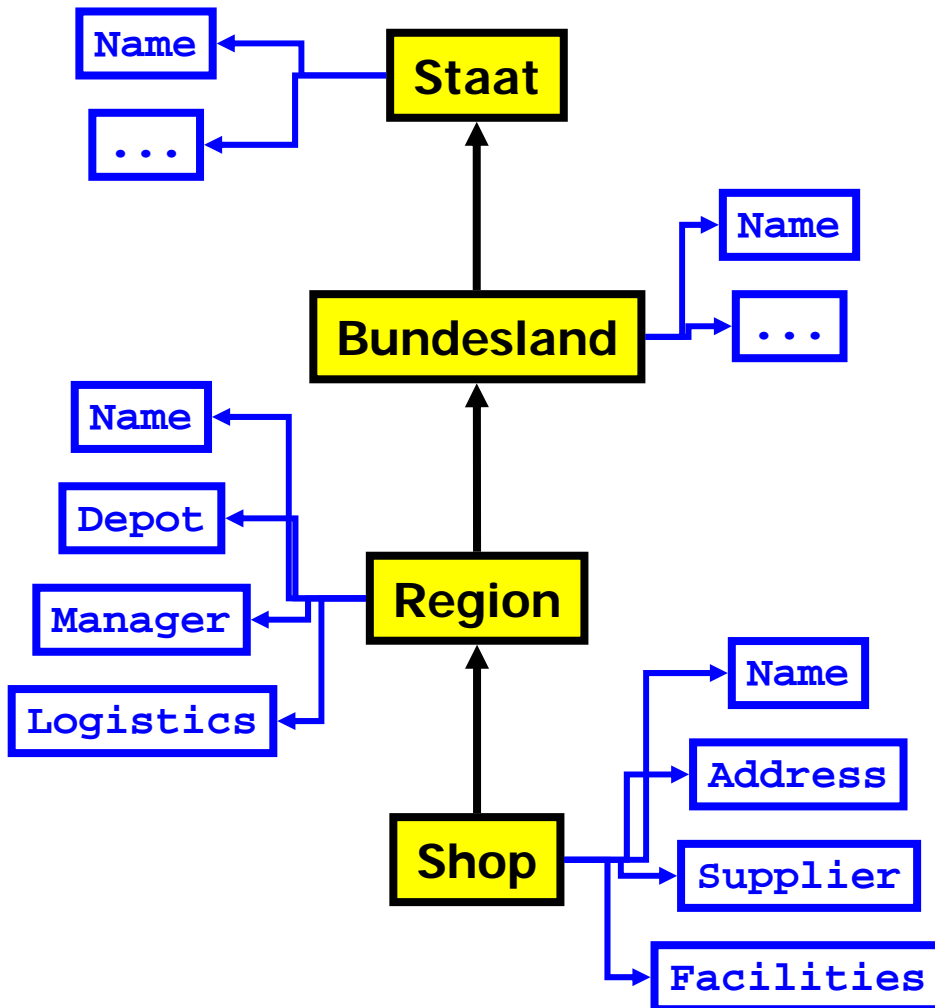 Name
Staat
...
Name
Bundesland
...
Name
Depot
Region
Manager
Name
Logistics
Address
Shop
Supplier
Facilities